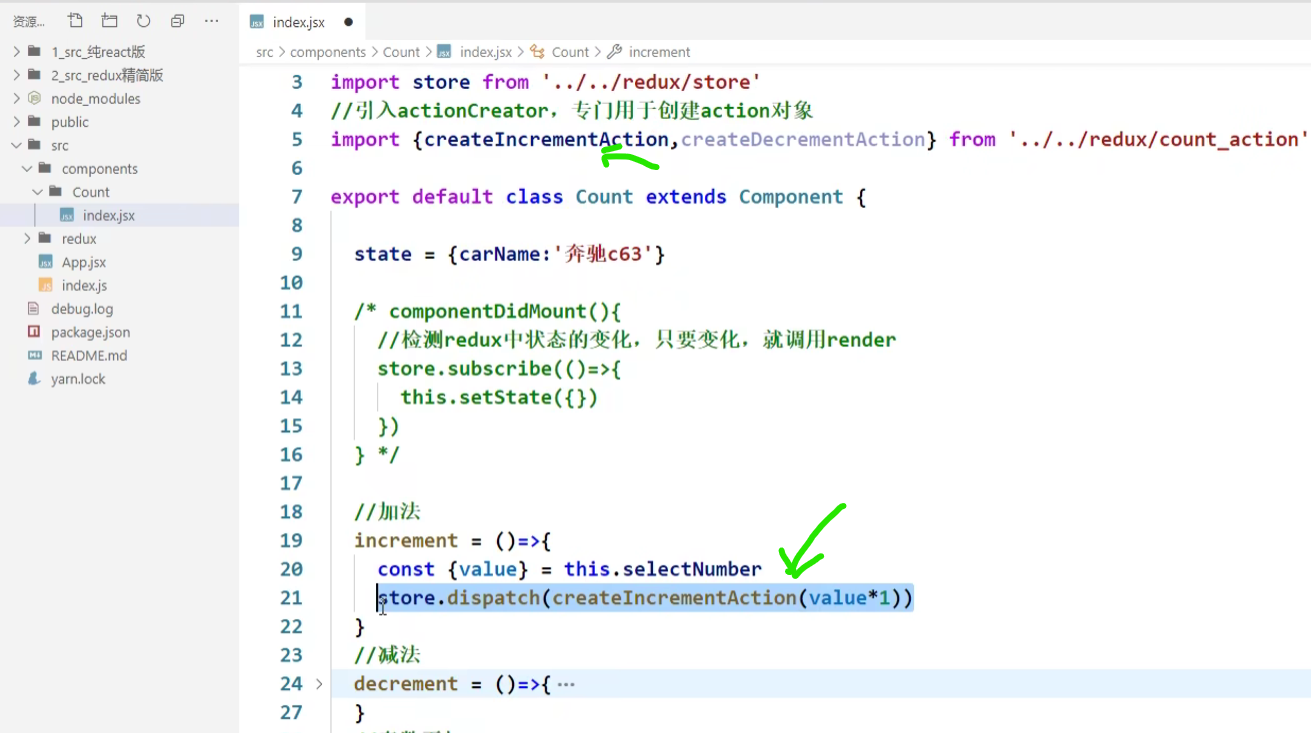 资源... ...
index.jsx
1_src_纯react版
2_src_redux精简版
node_modules
public
src
components
Count
index.jsx
redux
App.jsx
index.js
debug.log
package.json
README.md
yarn.lock
src > components > Count > index.jsx > Count > increment
3 import store from '../../redux/store'
4 //引入actionCreator，专门用于创建action对象
5 import {createIncrementAction,createDecrementAction} from '../../redux/count_action'
6
7 export default class Count extends Component {
8
9 state = {carName:'奔驰c63'}
10
11 /* componentDidMount(){
12 //检测redux中状态的变化，只要变化，就调用render
13 store.subscribe(()=>{
14 this.setState({})
15 })
16 } */
17
18 //加法
19 increment = ()=>{
20 const {value} = this.selectNumber
21 store.dispatch(createIncrementAction(value*1))
22 }
23 //减法
24 decrement = ()=>{ ...
27 }